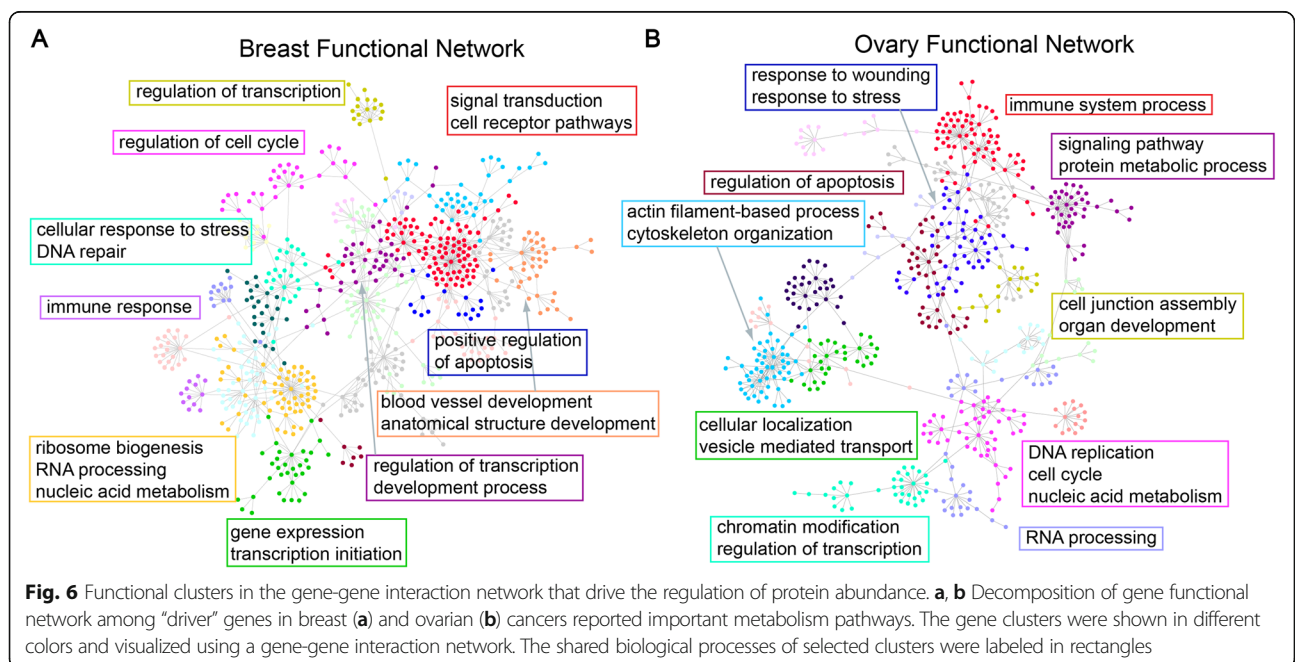 A
Breast Functional Network
regulation of transcription
signal transduction
cell receptor pathways
regulation of cell cycle
cellular response to stress
DNA repair
immune response
positive regulation
of apoptosis
blood vessel development
anatomical structure development
ribosome biogenesis
RNA processing
nucleic acid metabolism
regulation of transcription
development process
gene expression
transcription initiation
B
Ovary Functional Network
response to wounding
response to stress
immune system process
signaling pathway
protein metabolic process
regulation of apoptosis
actin filament-based process
cytoskeleton organization
cell junction assembly
organ development
cellular localization
vesicle mediated transport
DNA replication
cell cycle
nucleic acid metabolism
chromatin modification
regulation of transcription
RNA processing
Fig. 6 Functional clusters in the gene-gene interaction network that drive the regulation of protein abundance. a, b Decomposition of gene functional
network among “driver” genes in breast (a) and ovarian (b) cancers reported important metabolism pathways. The gene clusters were shown in different
colors and visualized using a gene-gene interaction network. The shared biological processes of selected clusters were labeled in rectangles